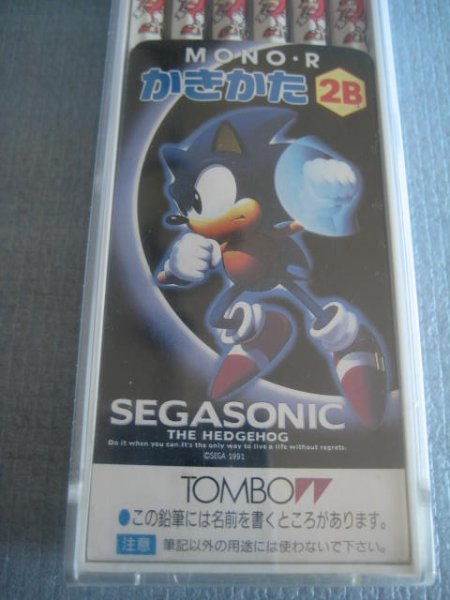 MONO·R
かきかた 2B
SEGASONIC
THE HEDGEHOG
Do it when you can.It's the only way to live a life without regrets.
©SEGA 1991
TOMBOW
●この鉛筆には名前を書くところがあります。
注意 筆記以外の用途には使わないで下さい。